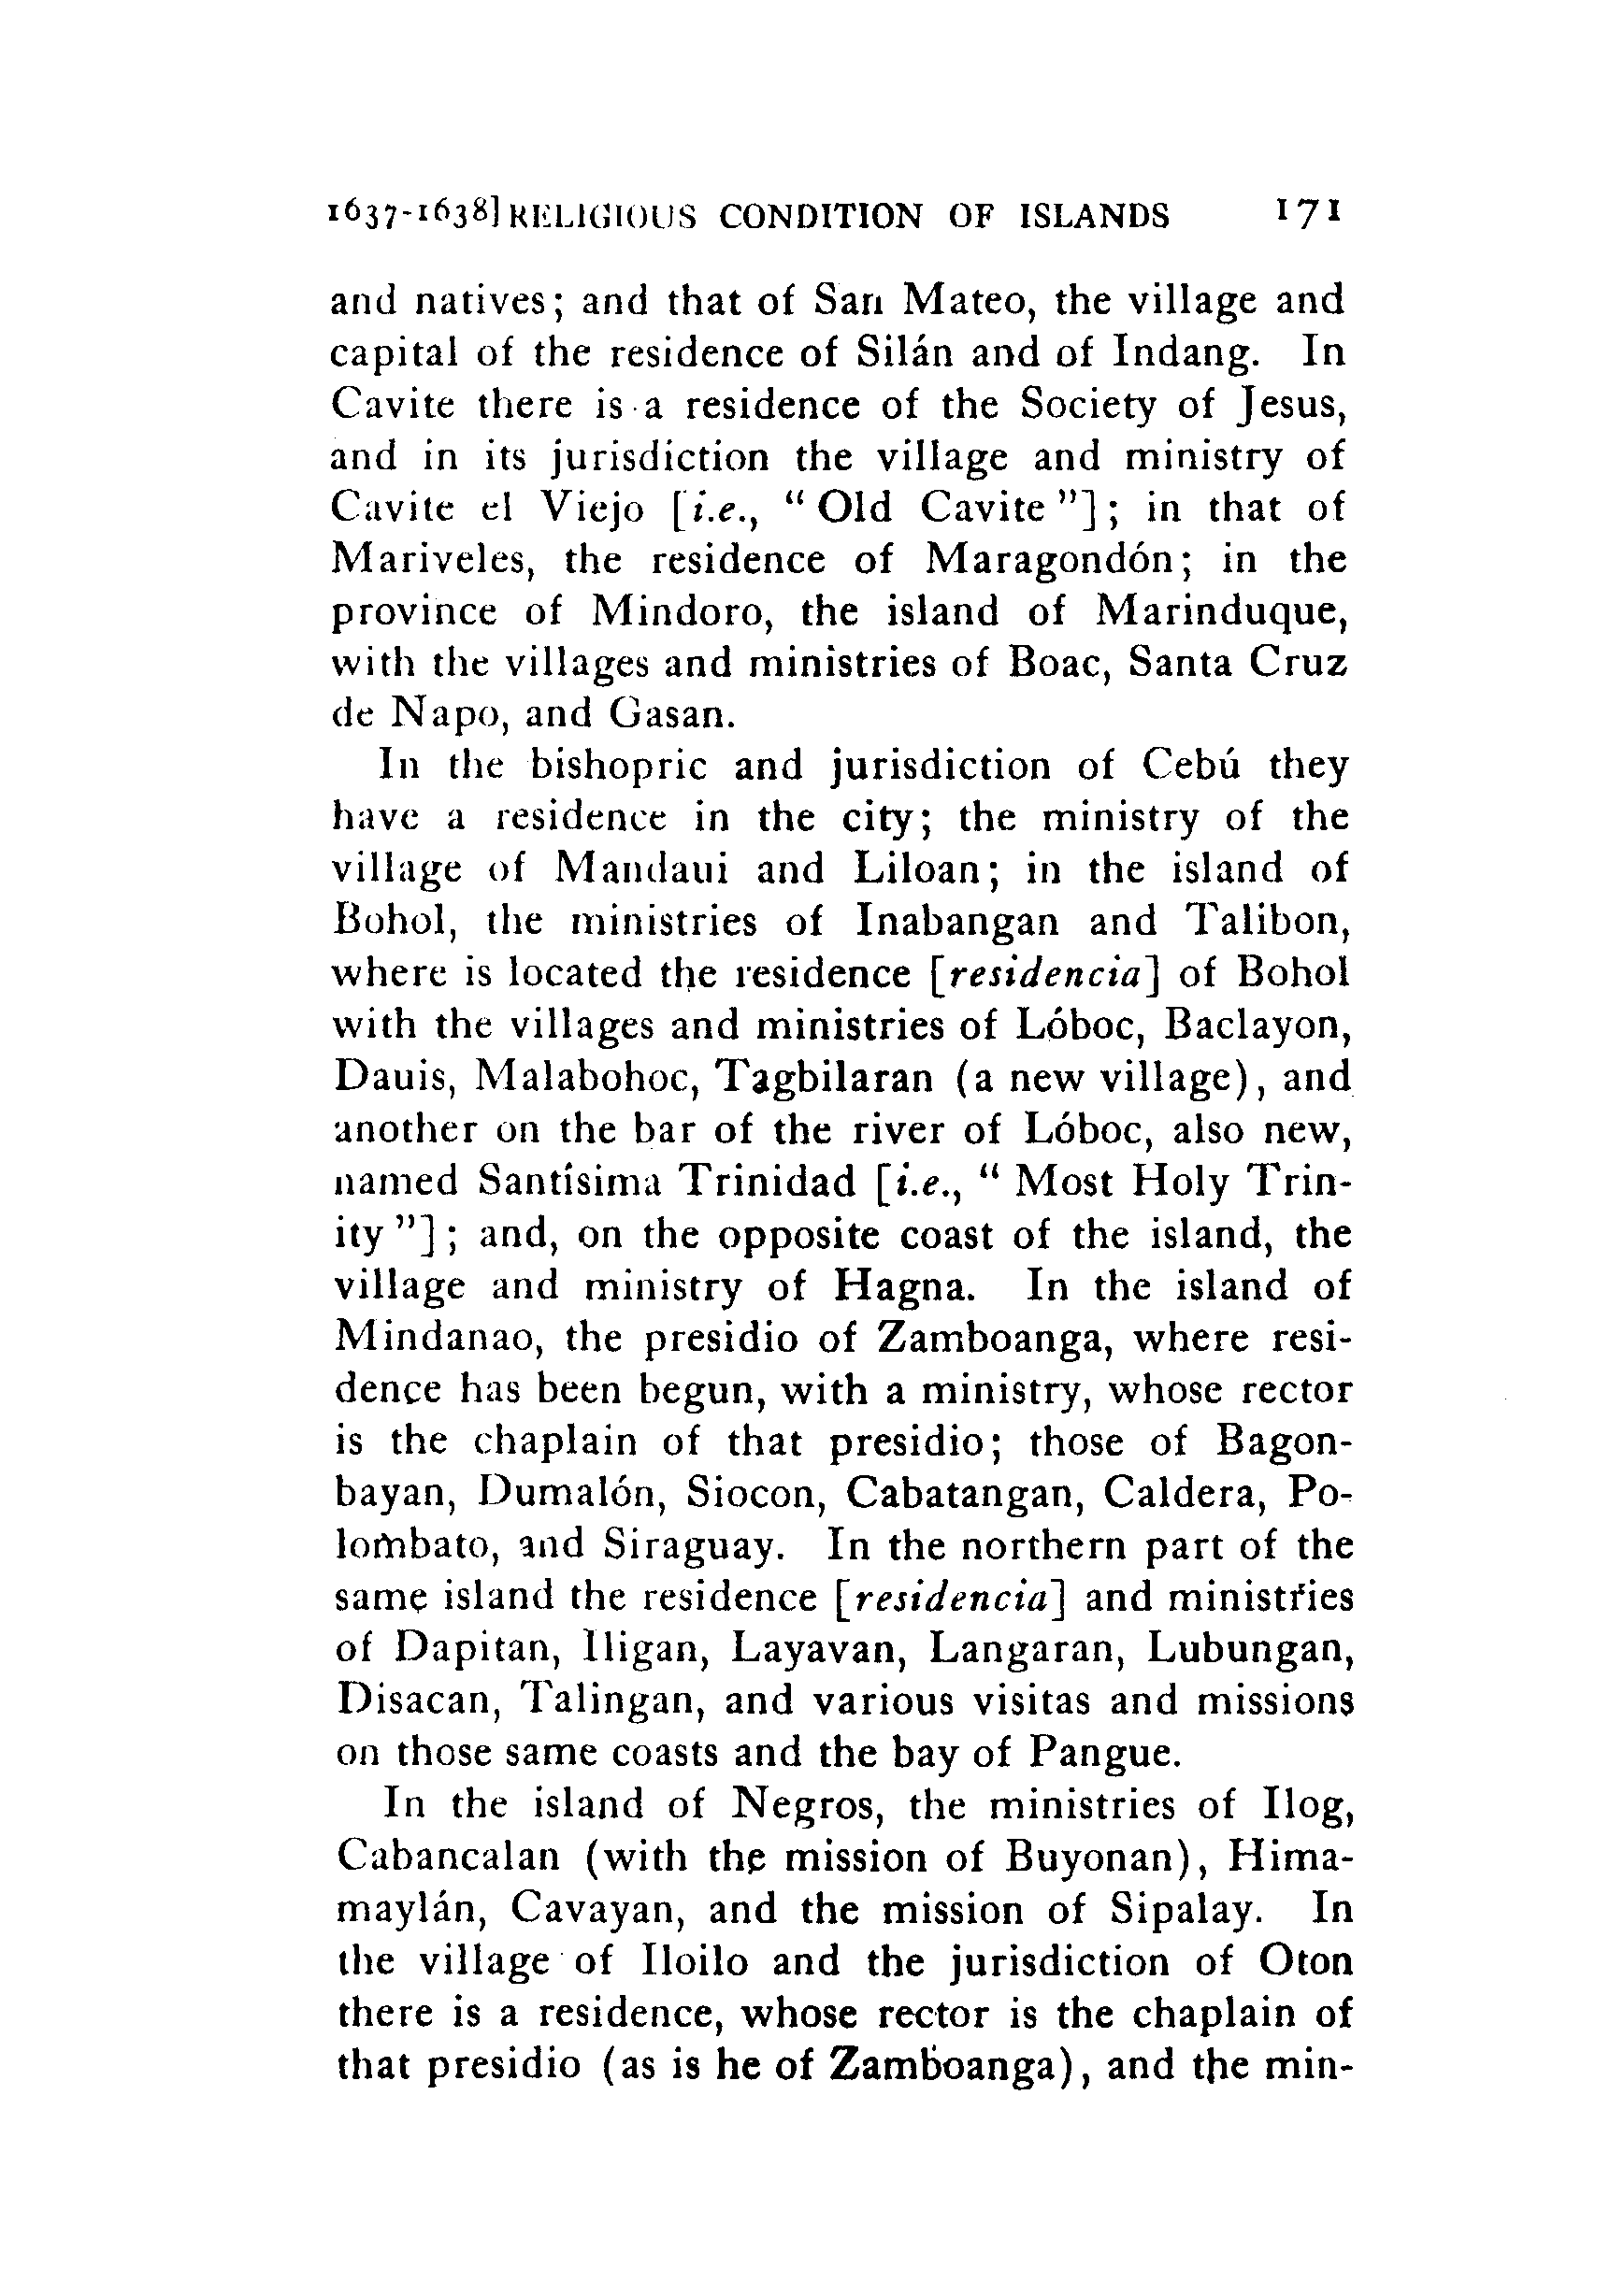 1637-1638] RELIGIOUS CONDITION OF ISLANDS 171
and natives; and that of San Mateo, the village and
capital of the residence of Silán and of Indang. In
Cavite there is a residence of the Society of Jesus,
and in its jurisdiction the village and ministry of
Cavite el Viejo [i.e., “Old Cavite”]; in that of
Mariveles, the residence of Maragondón; in the
province of Mindoro, the island of Marinduque,
with the villages and ministries of Boac, Santa Cruz
de Napo, and Gasan.
In the bishopric and jurisdiction of Cebú they
have a residence in the city; the ministry of the
village of Mandaui and Liloan; in the island of
Bohol, the ministries of Inabangan and Talibon,
where is located the residence [residencia] of Bohol
with the villages and ministries of Lóboc, Baclayon,
Dauis, Malabohoc, Tagbilaran (a new village), and
another on the bar of the river of Lóboc, also new,
named Santísima Trinidad [i.e., “Most Holy Trin-
ity”]; and, on the opposite coast of the island, the
village and ministry of Hagna. In the island of
Mindanao, the presidio of Zamboanga, where resi-
dence has been begun, with a ministry, whose rector
is the chaplain of that presidio; those of Bagon-
bayan, Dumalón, Siocon, Cabatangan, Caldera, Po-
lombato, and Siraguay. In the northern part of the
same island the residence [residencia] and ministries
of Dapitan, Iligan, Layavan, Langaran, Lubungan,
Disacan, Talingan, and various visitas and missions
on those same coasts and the bay of Pangue.
In the island of Negros, the ministries of Ilog,
Cabancalan (with the mission of Buyonan), Hima-
maylán, Cavayan, and the mission of Sipalay. In
the village of Iloilo and the jurisdiction of Oton
there is a residence, whose rector is the chaplain of
that presidio (as is he of Zamboanga), and the min-